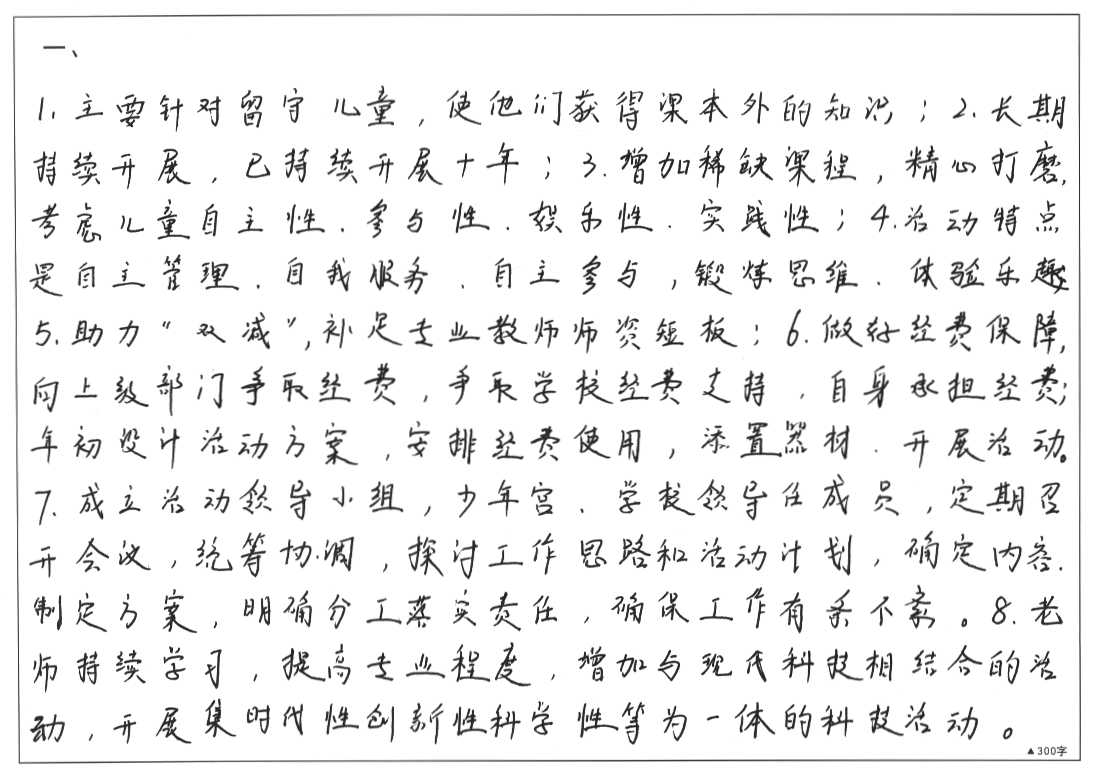 一、
1.主要针对留守儿童，使他们获得课本外的知识；2.长期
持续开展，已持续开展十年；3.增加稀缺课程，精心打磨，
考虑儿童自主性、参与性、娱乐性、实践性；4.活动特点
是自主管理、自我服务、自主参与，锻炼思维、体验乐趣；
5.助力“双减”，补足专业教师师资短板；6.做好经费保障，
向上级部门争取经费，争取学校经费支持，自身承担经费；
年初设计活动方案，安排经费使用，添置器材、开展活动。
7.成立活动领导小组，少年宫、学校领导任成员，定期召
开会议，统筹协调，探讨工作思路和活动计划，确定内容、
制定方案，明确分工落实责任，确保工作有条不紊。8.老
师持续学习，提高专业程度，增加与现代科技相结合的活
动，开展集时代性创新性科学性等为一体的科技活动。
▲300字